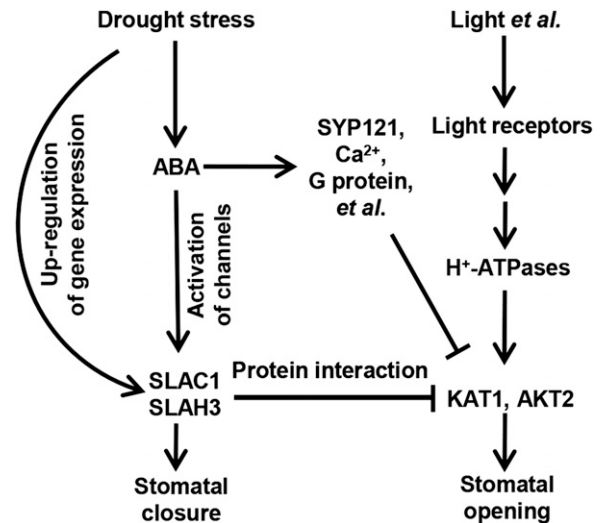 Drought stress
Light et al.
Up-regulation
of gene expression
ABA
SYP121,
Ca²⁺,
G protein,
et al.
Light receptors
Activation
of channels
H⁺-ATPases
SLAC1
SLAH3
Protein interaction
KAT1, AKT2
Stomatal
closure
Stomatal
opening